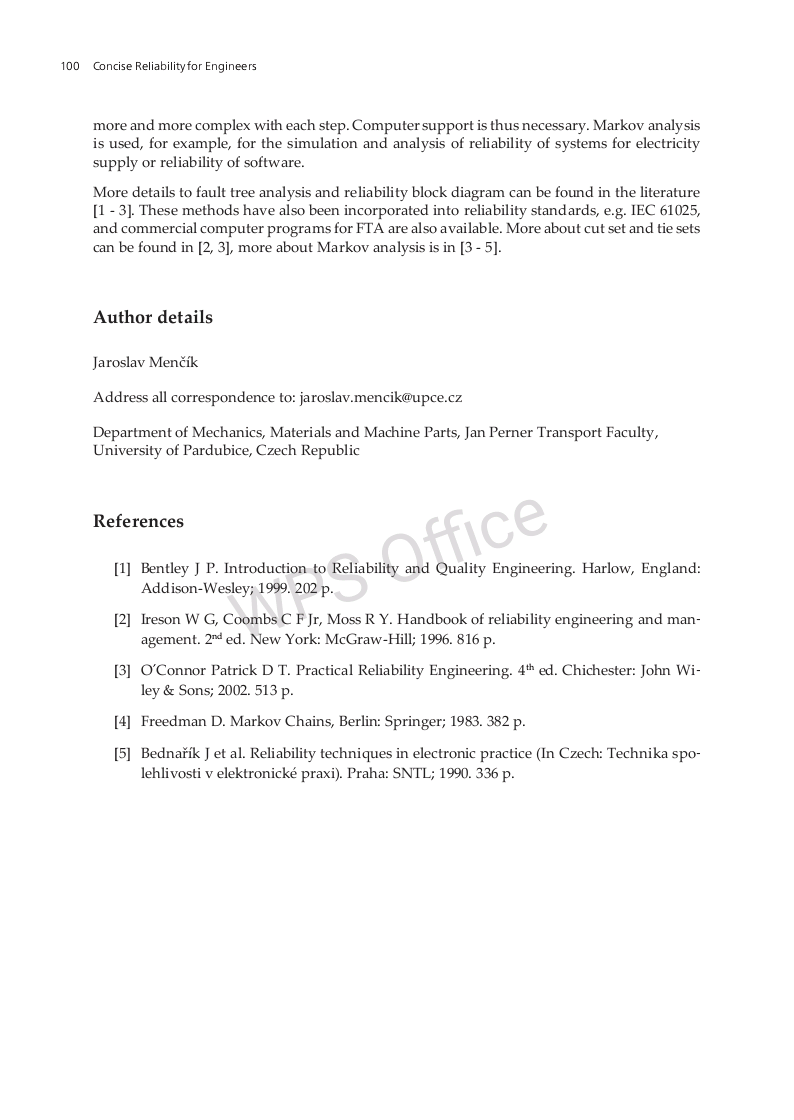 100 Concise Reliability for Engineers
more and more complex with each step. Computer support is thus necessary. Markov analysis
is used, for example, for the simulation and analysis of reliability of systems for electricity
supply or reliability of software.
More details to fault tree analysis and reliability block diagram can be found in the literature
[1 - 3]. These methods have also been incorporated into reliability standards, e.g. IEC 61025,
and commercial computer programs for FTA are also available. More about cut set and tie sets
can be found in [2, 3], more about Markov analysis is in [3 - 5].
Author details
Jaroslav Menčík
Address all correspondence to: jaroslav.mencik@upce.cz
Department of Mechanics, Materials and Machine Parts, Jan Perner Transport Faculty,
University of Pardubice, Czech Republic
References
[1] Bentley J P. Introduction to Reliability and Quality Engineering. Harlow, England:
Addison-Wesley; 1999. 202 p.
[2] Ireson W G, Coombs C F Jr, Moss R Y. Handbook of reliability engineering and man-
agement. 2nd ed. New York: McGraw-Hill; 1996. 816 p.
[3] O′Connor Patrick D T. Practical Reliability Engineering. 4th ed. Chichester: John Wi-
ley & Sons; 2002. 513 p.
[4] Freedman D. Markov Chains, Berlin: Springer; 1983. 382 p.
[5] Bednařík J et al. Reliability techniques in electronic practice (In Czech: Technika spo-
lehlivosti v elektronické praxi). Praha: SNTL; 1990. 336 p.
WPS Office